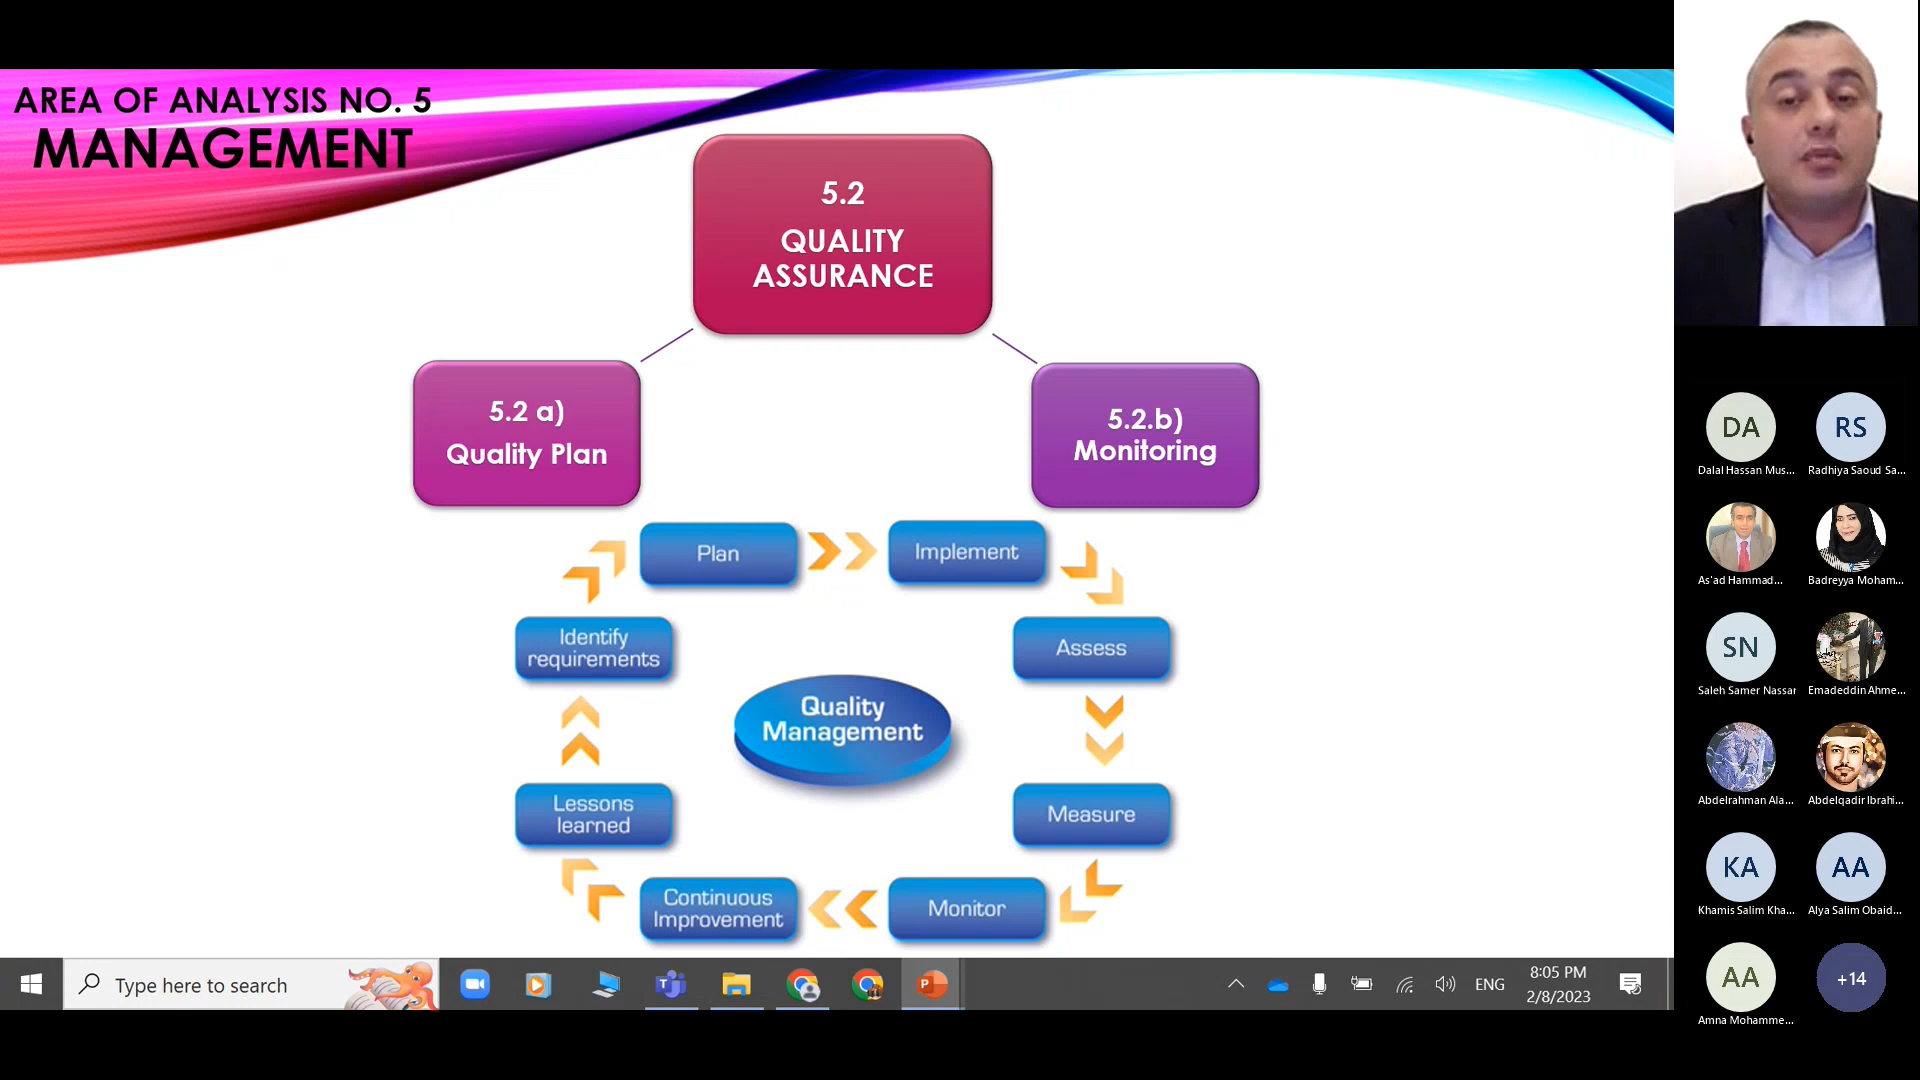 AREA OF ANALYSIS NO. 5
MANAGEMENT
5.2
QUALITY
ASSURANCE
5.2 a)
Quality Plan
5.2.b)
Monitoring
Plan
Implement
Identify
requirements
Assess
Quality
Management
Lessons
learned
Measure
Continuous
Improvement
Monitor
Type here to search
ENG
8:05 PM
2/8/2023
DA
RS
Dalal Hassan Mus...
Radhiya Saoud Sa...
As'ad Hammad...
Badreyya Moham...
SN
Saleh Samer Nassar
Emadeddin Ahme...
Abdelrahman Ala...
Abdelqadir Ibrahi...
KA
AA
Khamis Salim Kha...
Alya Salim Obaid...
AA
+14
Amna Mohamme...